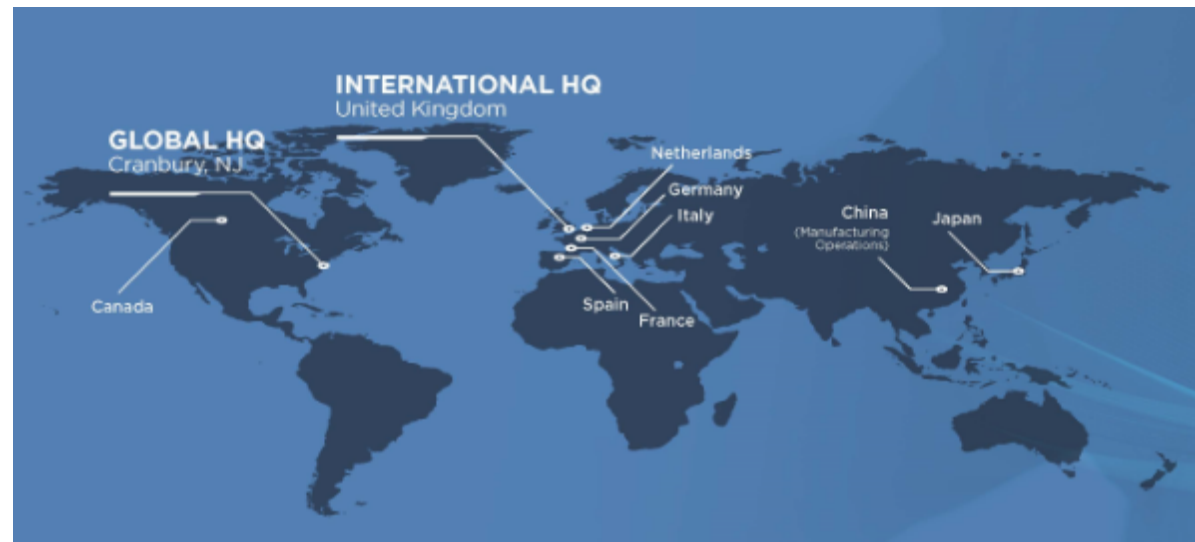 INTERNATIONAL HQ
United Kingdom
GLOBAL HQ
Cranbury, NJ
Netherlands
Germany
Italy
China
(Manufacturing
Operations)
Japan
Canada
Spain
France